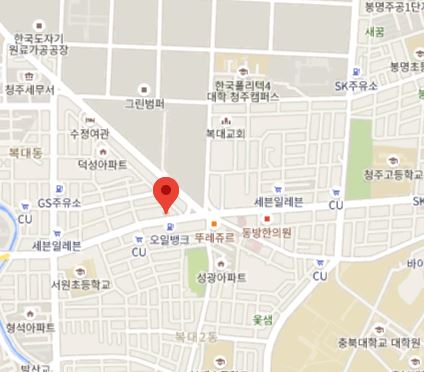 봉명주공1단지
새꿈
한국도자기
원료가공공장
봉명초등
한국폴리텍4
대학 청주캠퍼스
SK주유소
청주세무서
그린범퍼
복대교회
수정여관
복대동
덕성아파트
청주고등학교
GS주유소
세븐일레븐
CU
CU
SK
세븐일레븐
오일뱅크
뚜레쥬르
동방한의원
CU
바이
서원초등학교
성광아파트
CU
형석아파트
꽃샘
복대2동
충북대학교 대학원